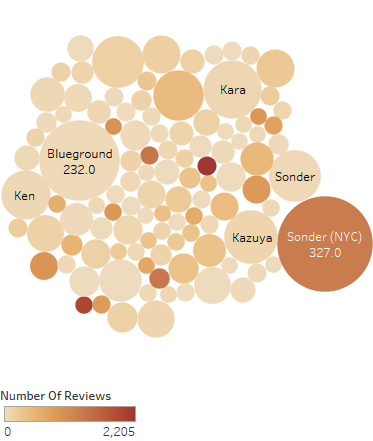 Kara
Blueground
232.0
Sonder
Ken
Kazuya
Sonder (NYC)
327.0
Number Of Reviews
0 2,205